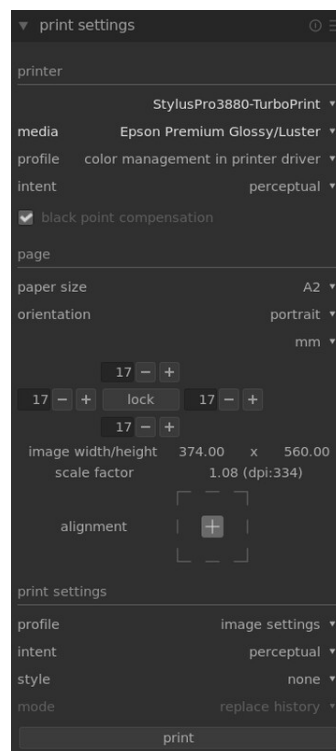 print settings
printer
StylusPro3880-TurboPrint
media Epson Premium Glossy/Luster
profile color management in printer driver
intent perceptual
black point compensation
page
paper size A2
orientation portrait
mm
17 − +
17 − + lock 17 − +
17 − +
image width/height 374.00 x 560.00
scale factor 1.08 (dpi:334)
alignment
print settings
profile image settings
intent perceptual
style none
mode replace history
print